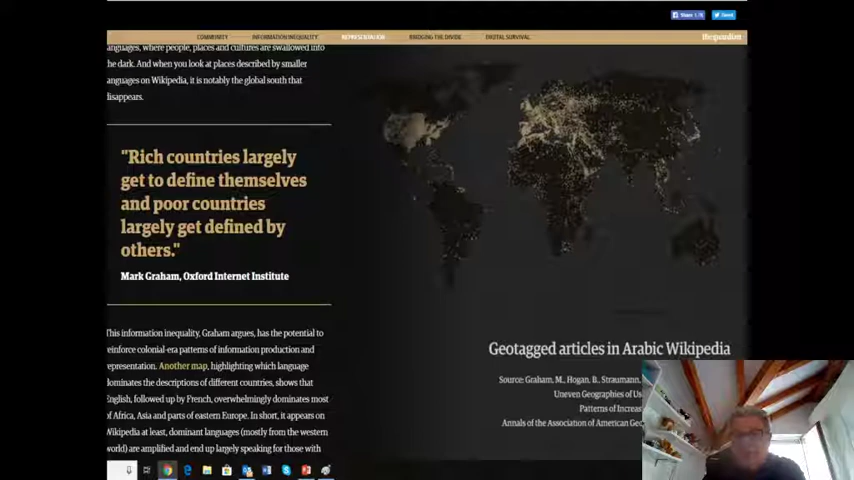 Share 1.7K
Tweet
COMMUNITY
INFORMATION INEQUALITY
REPRESENTATION
BRIDGING THE DIVIDE
DIGITAL SURVIVAL
theguardian
languages, where people, places and cultures are swallowed into
the dark. And when you look at places described by smaller
languages on Wikipedia, it is notably the global south that
disappears.
"Rich countries largely
get to define themselves
and poor countries
largely get defined by
others."
Mark Graham, Oxford Internet Institute
This information inequality, Graham argues, has the potential to
reinforce colonial-era patterns of information production and
representation. Another map, highlighting which language
dominates the descriptions of different countries, shows that
English, followed up by French, overwhelmingly dominates most
of Africa, Asia and parts of eastern Europe. In short, it appears on
Wikipedia at least, dominant languages (mostly from the western
world) are amplified and end up largely speaking for those with
Geotagged articles in Arabic Wikipedia
Source: Graham, M., Hogan, B., Straumann,
Uneven Geographies of Us
Patterns of Increas
Annals of the Association of American Geo